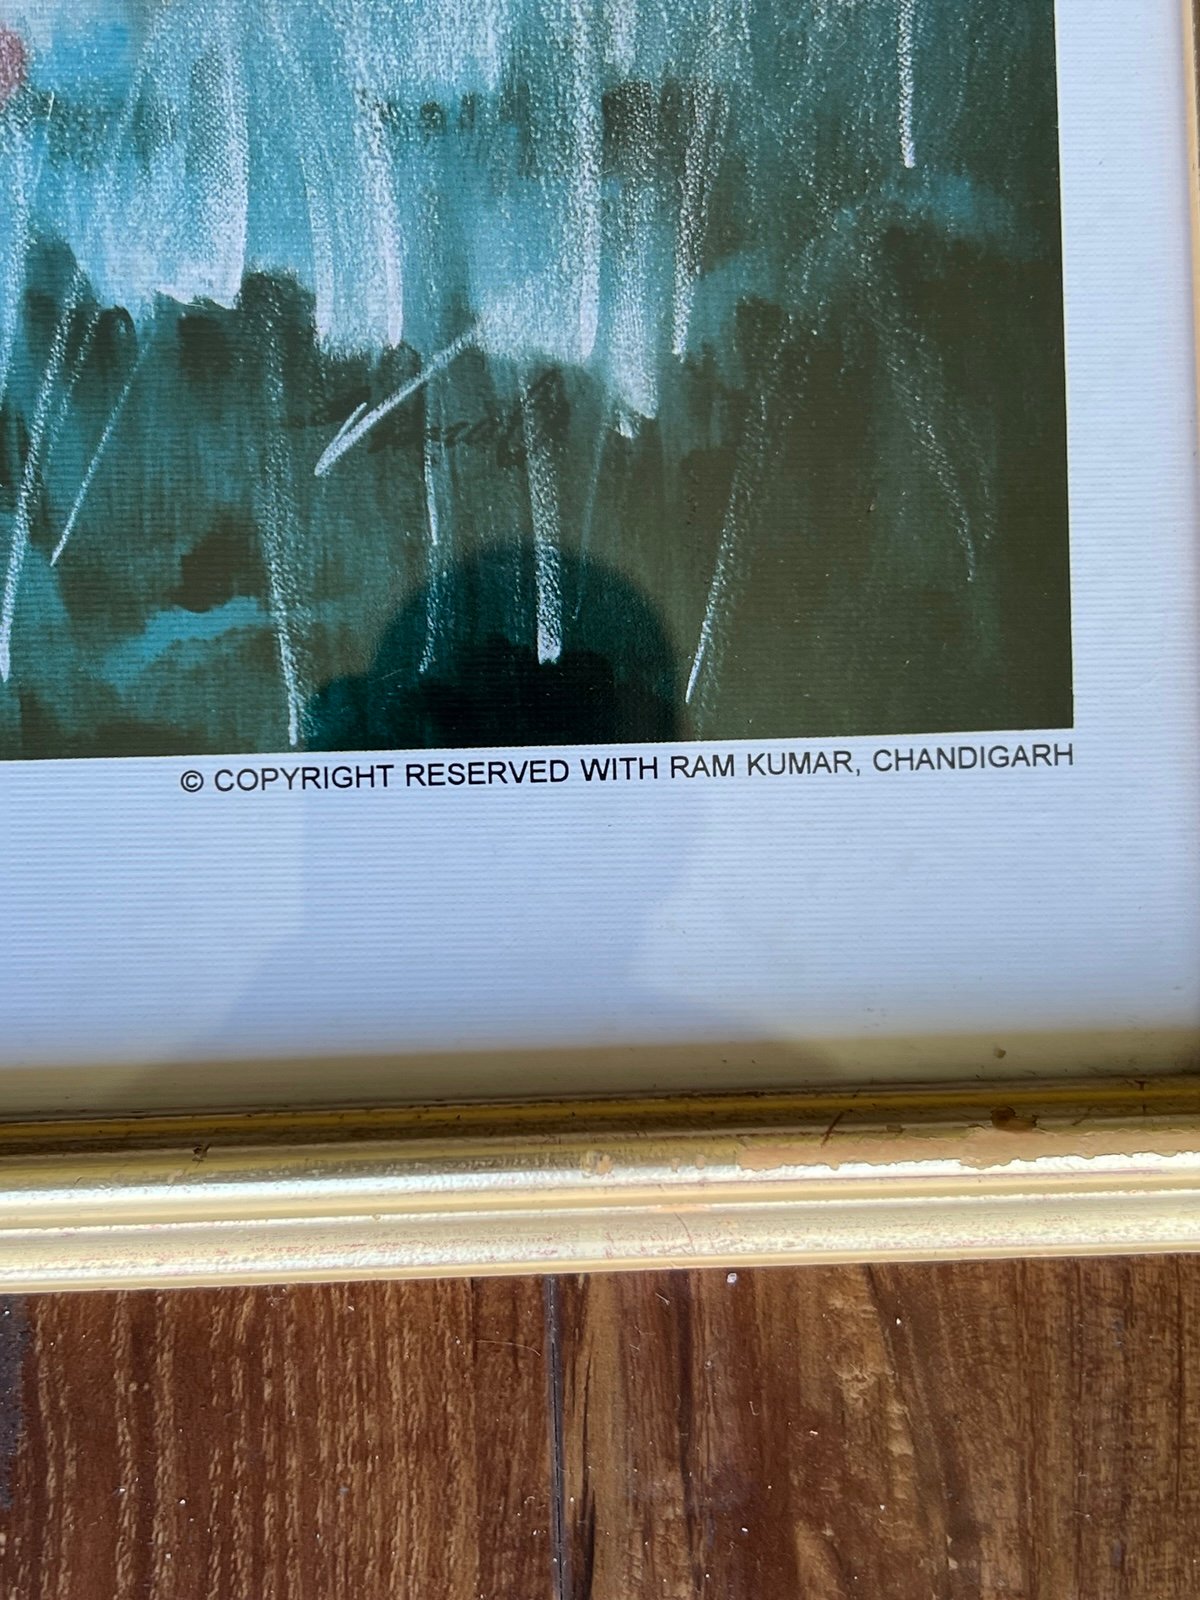 © COPYRIGHT RESERVED WITH RAM KUMAR, CHANDIGARH